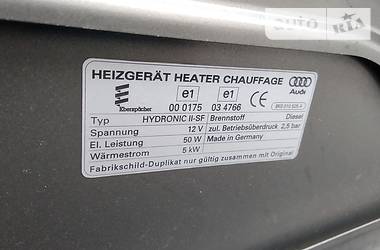 AUTO RIA
HEIZGERÄT HEATER CHAUFFAGE
Audi
Eberspächer
e1 e1 CE
00 0175 03 4766
Typ HYDRONIC II-SF Brennstoff Diesel
Spannung 12 V zul. Betriebsüberdruck 2,5 bar
El. Leistung 50 W Made in Germany
Wärmestrom 5 kW
Fabrikschild-Duplikat nur gültig zusammen mit Original